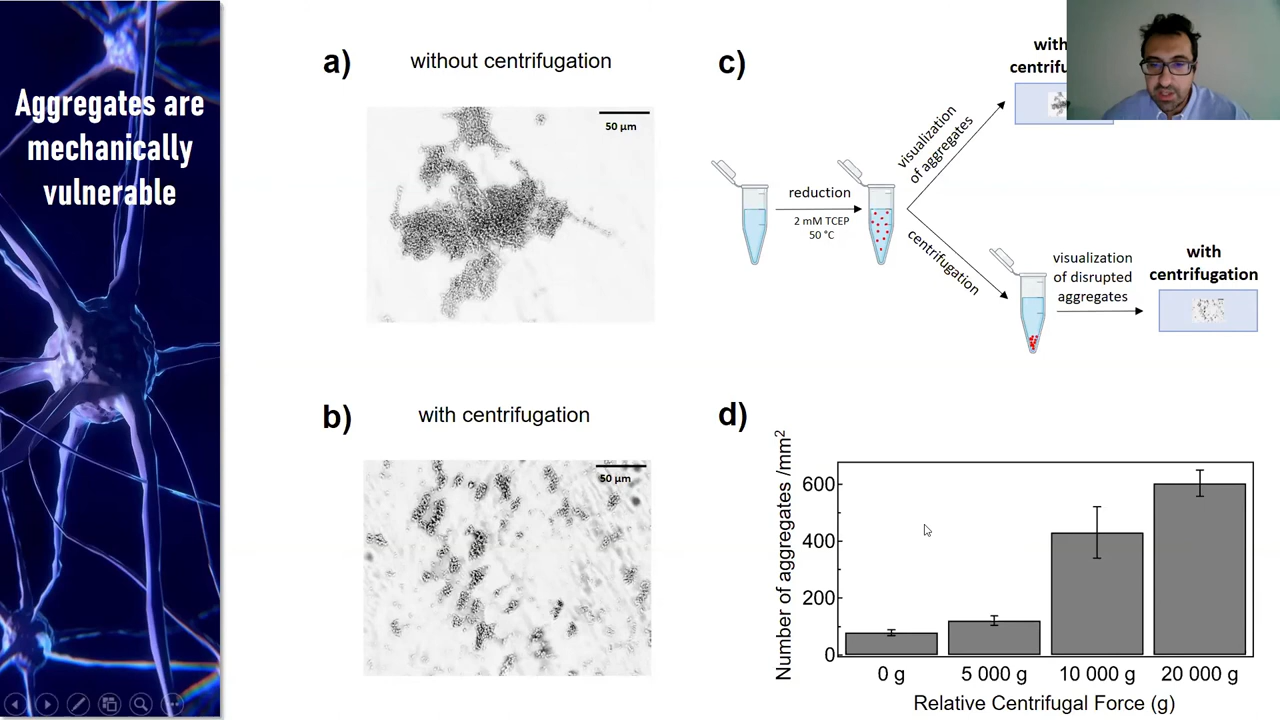 Aggregates are
mechanically
vulnerable
a)
without centrifugation
50 µm
b)
with centrifugation
50 µm
c)
reduction
2 mM TCEP
50 °C
visualization
of aggregates
centrifugation
visualization
of disrupted
aggregates
with
centrifugation
d)
Number of aggregates /mm²
600
400
200
0
0 g
5 000 g
10 000 g
20 000 g
Relative Centrifugal Force (g)